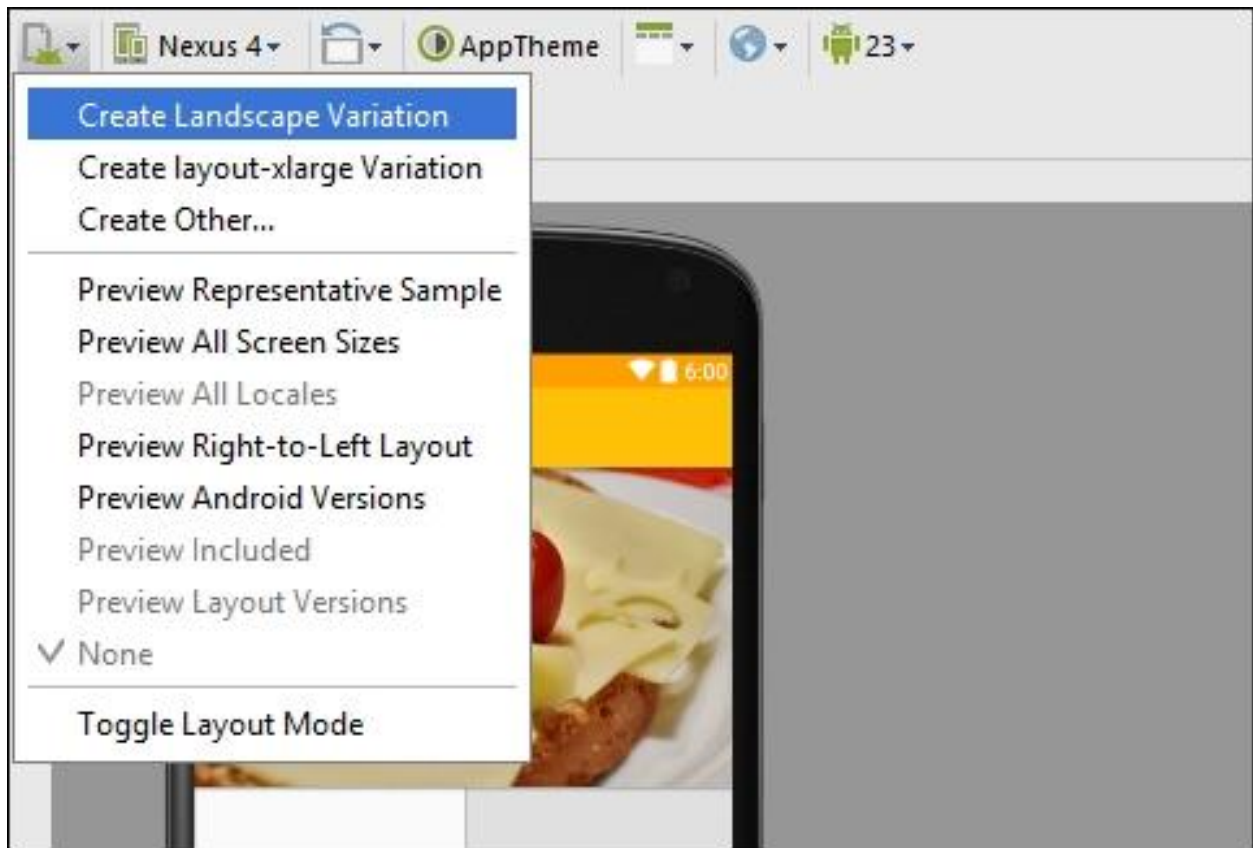 Nexus 4 AppTheme 23
Create Landscape Variation
Create layout-xlarge Variation
Create Other...
Preview Representative Sample
Preview All Screen Sizes
Preview All Locales
6:00
Preview Right-to-Left Layout
Preview Android Versions
Preview Included
Preview Layout Versions
None
Toggle Layout Mode